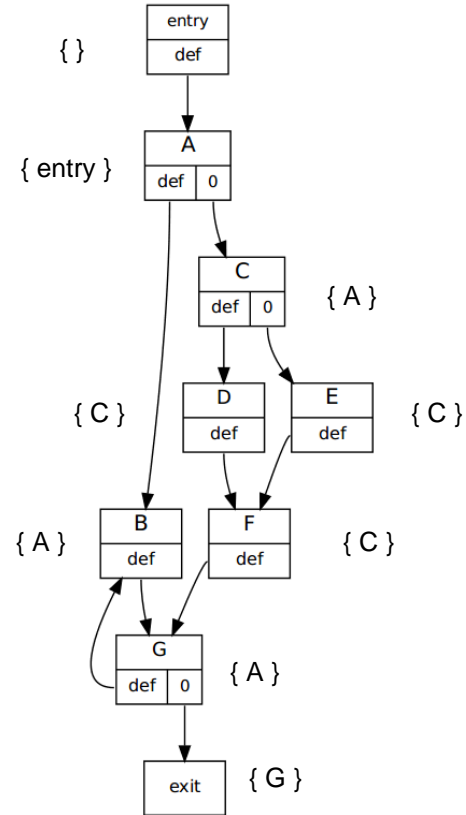 entry
{ }
def
A
{ entry }
def 0
C
{ A }
def 0
D E
{ C } { C }
def def
B F
{ A } { C }
def def
G
{ A }
def 0
{ G }
exit